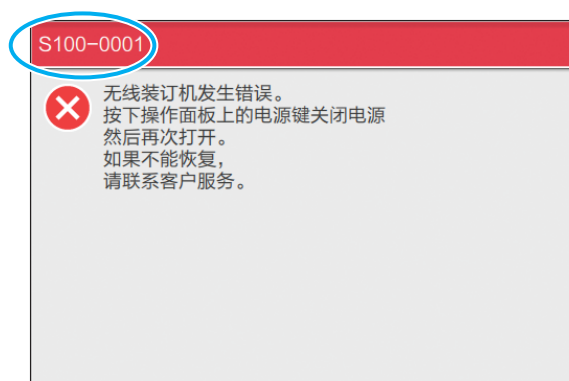 S100-0001
无线装订机发生错误。
按下操作面板上的电源键关闭电源
然后再次打开。
如果不能恢复，
请联系客户服务。